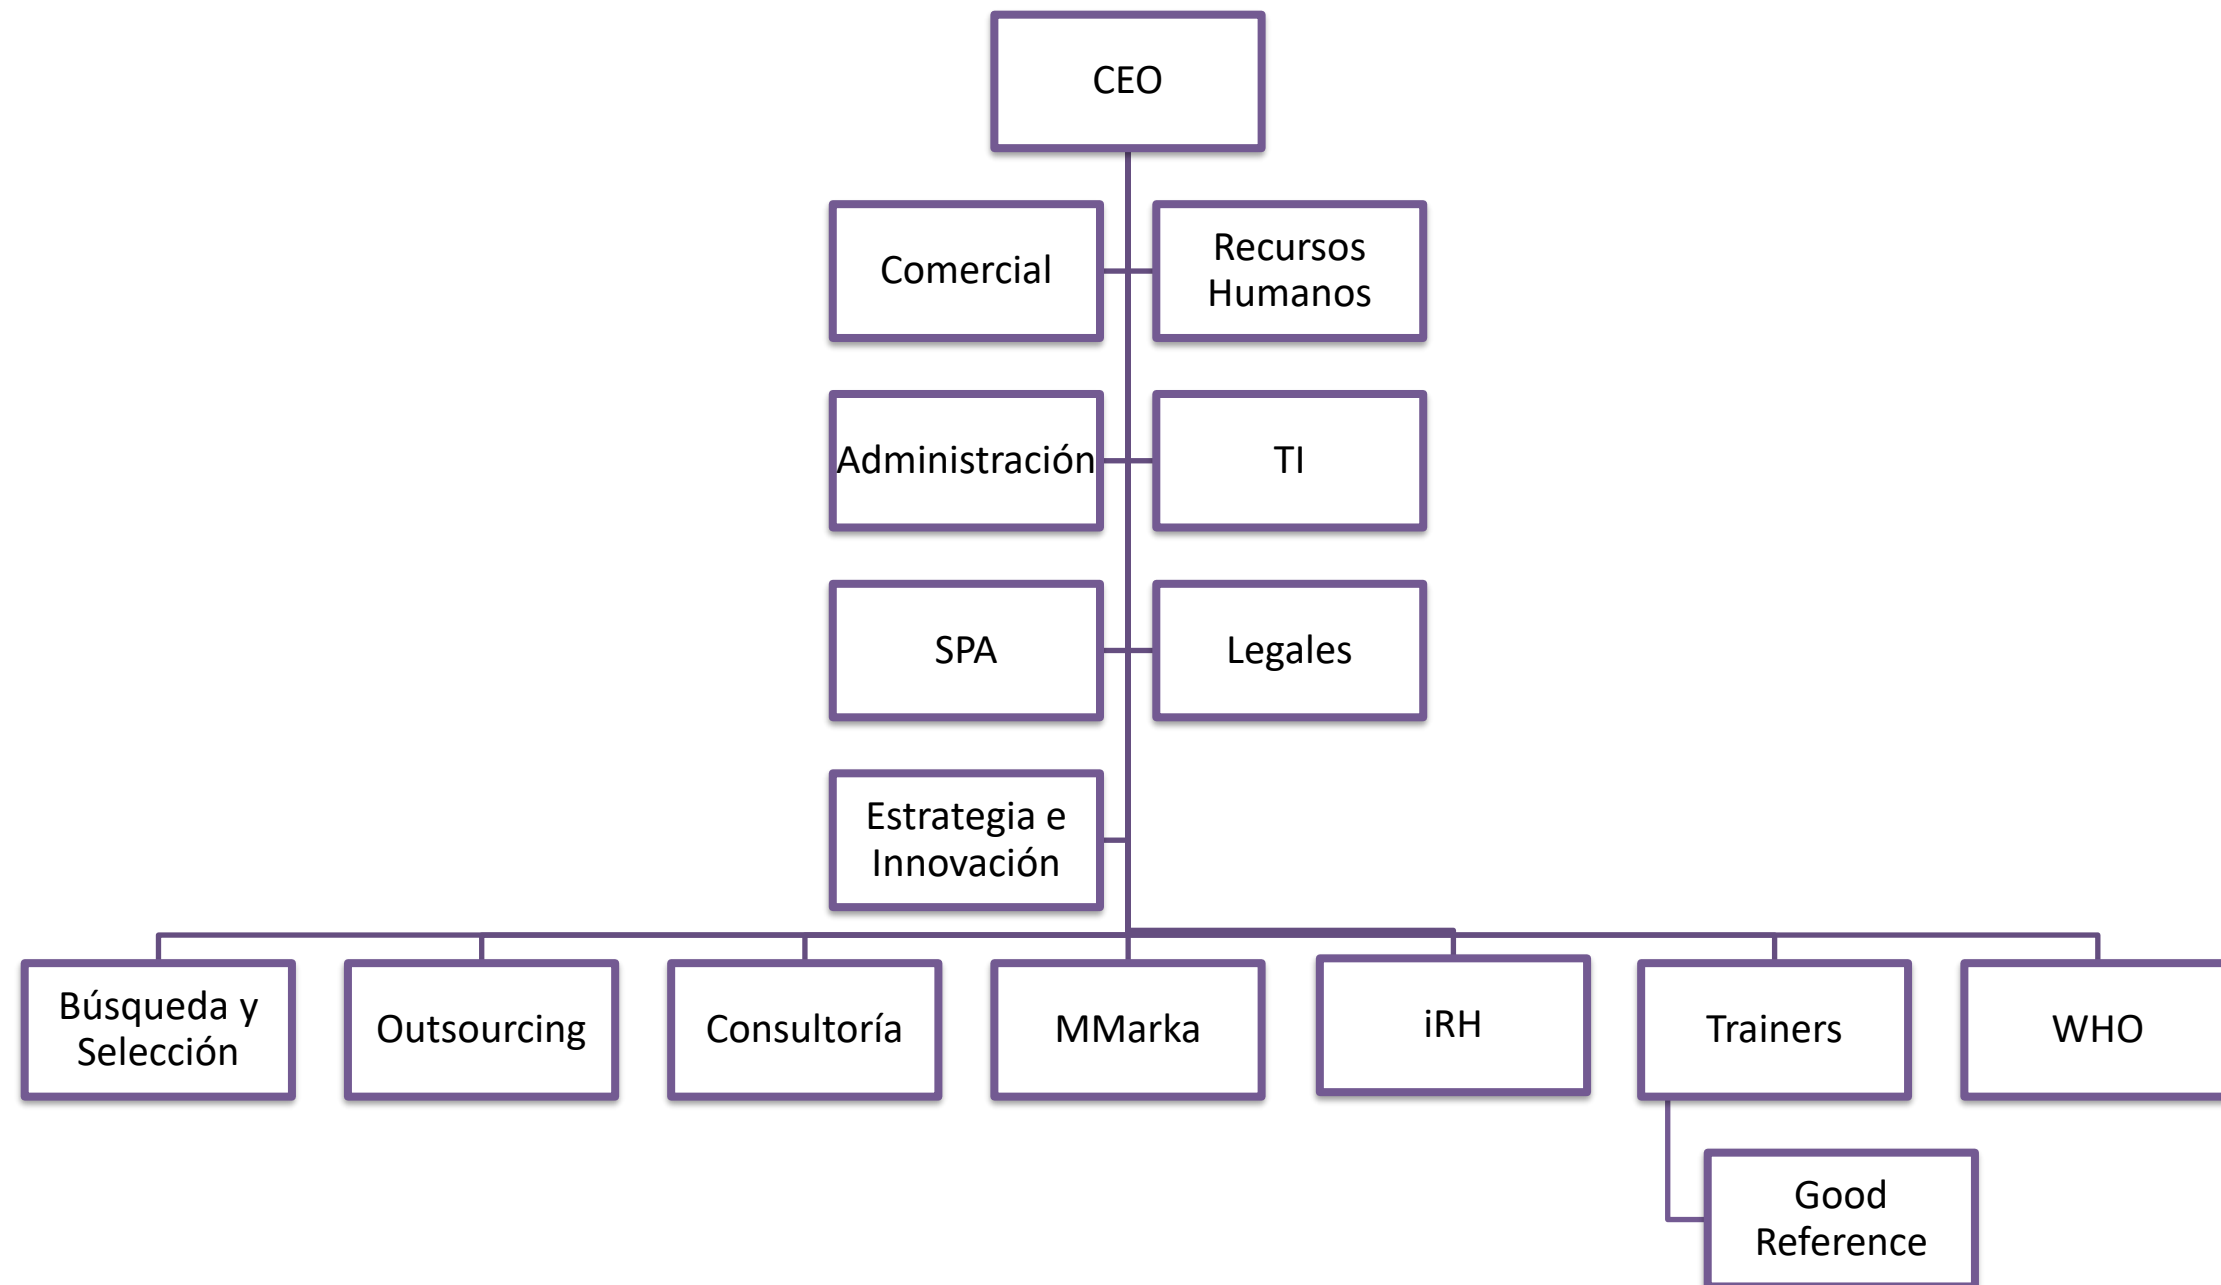 CEO
Comercial
Recursos
Humanos
Administración
TI
SPA
Legales
Estrategia e
Innovación
Búsqueda y
Selección
Outsourcing
Consultoría
MMarka
iRH
Trainers
WHO
Good
Reference